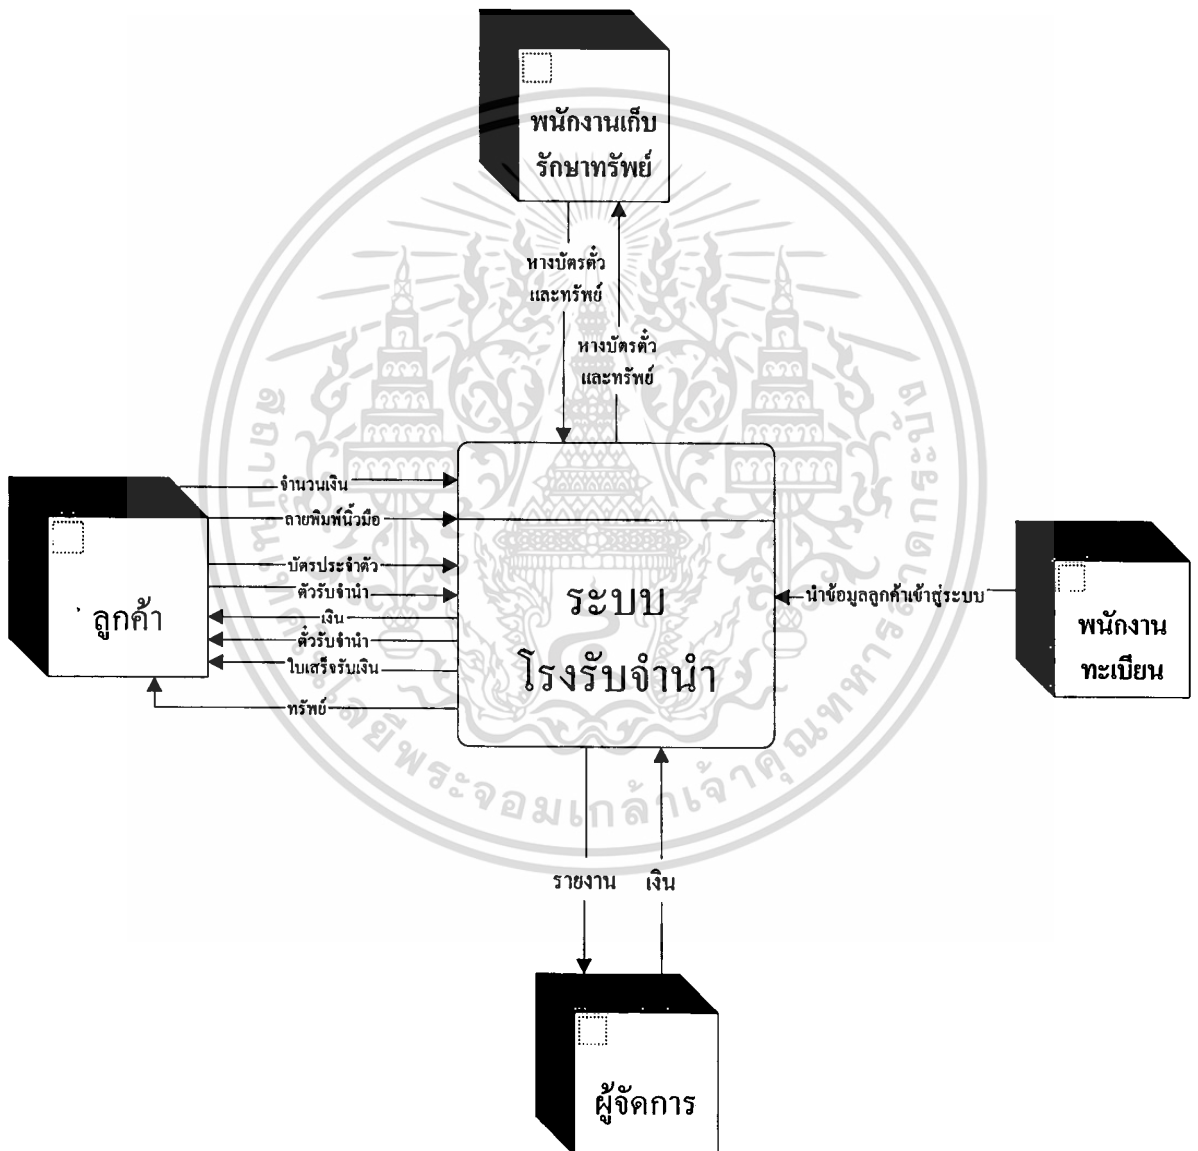 พนักงานเก็บ
รักษาทรัพย์
หางบัตรตั๋ว
และทรัพย์
หางบัตรตั๋ว
และทรัพย์
จำนวนเงิน
ลายพิมพ์นิ้วมือ
บัตรประจำตัว
ตัวรับจำนำ
เงิน
ตั๋วรับจำนำ
ใบเสร็จรับเงิน
ทรัพย์
ลูกค้า
ระบบ
โรงรับจำนำ
นำข้อมูลลูกค้าเข้าสู่ระบบ
พนักงาน
ทะเบียน
รายงาน เงิน
ผู้จัดการ